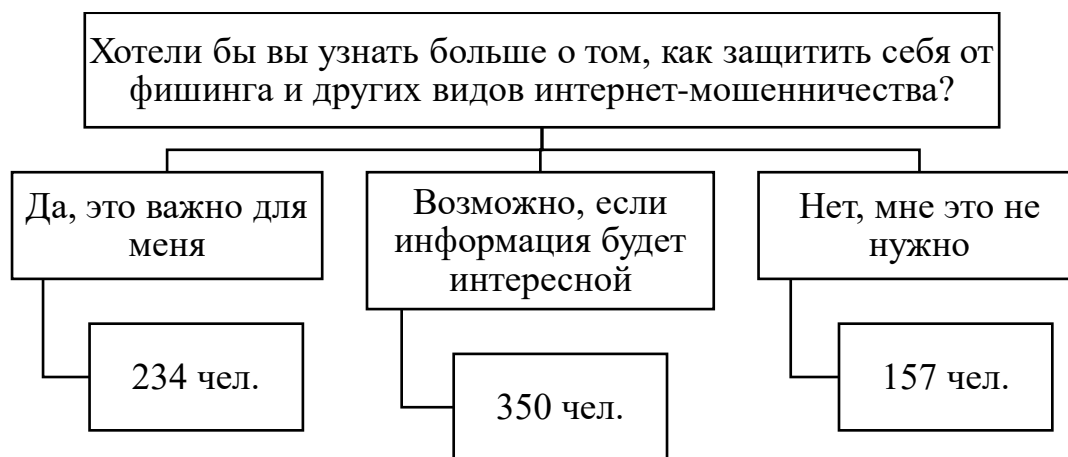 Хотели бы вы узнать больше о том, как защитить себя от
фишинга и других видов интернет-мошенничества?
Да, это важно для
меня
Возможно, если
информация будет
интересной
Нет, мне это не
нужно
234 чел.
350 чел.
157 чел.